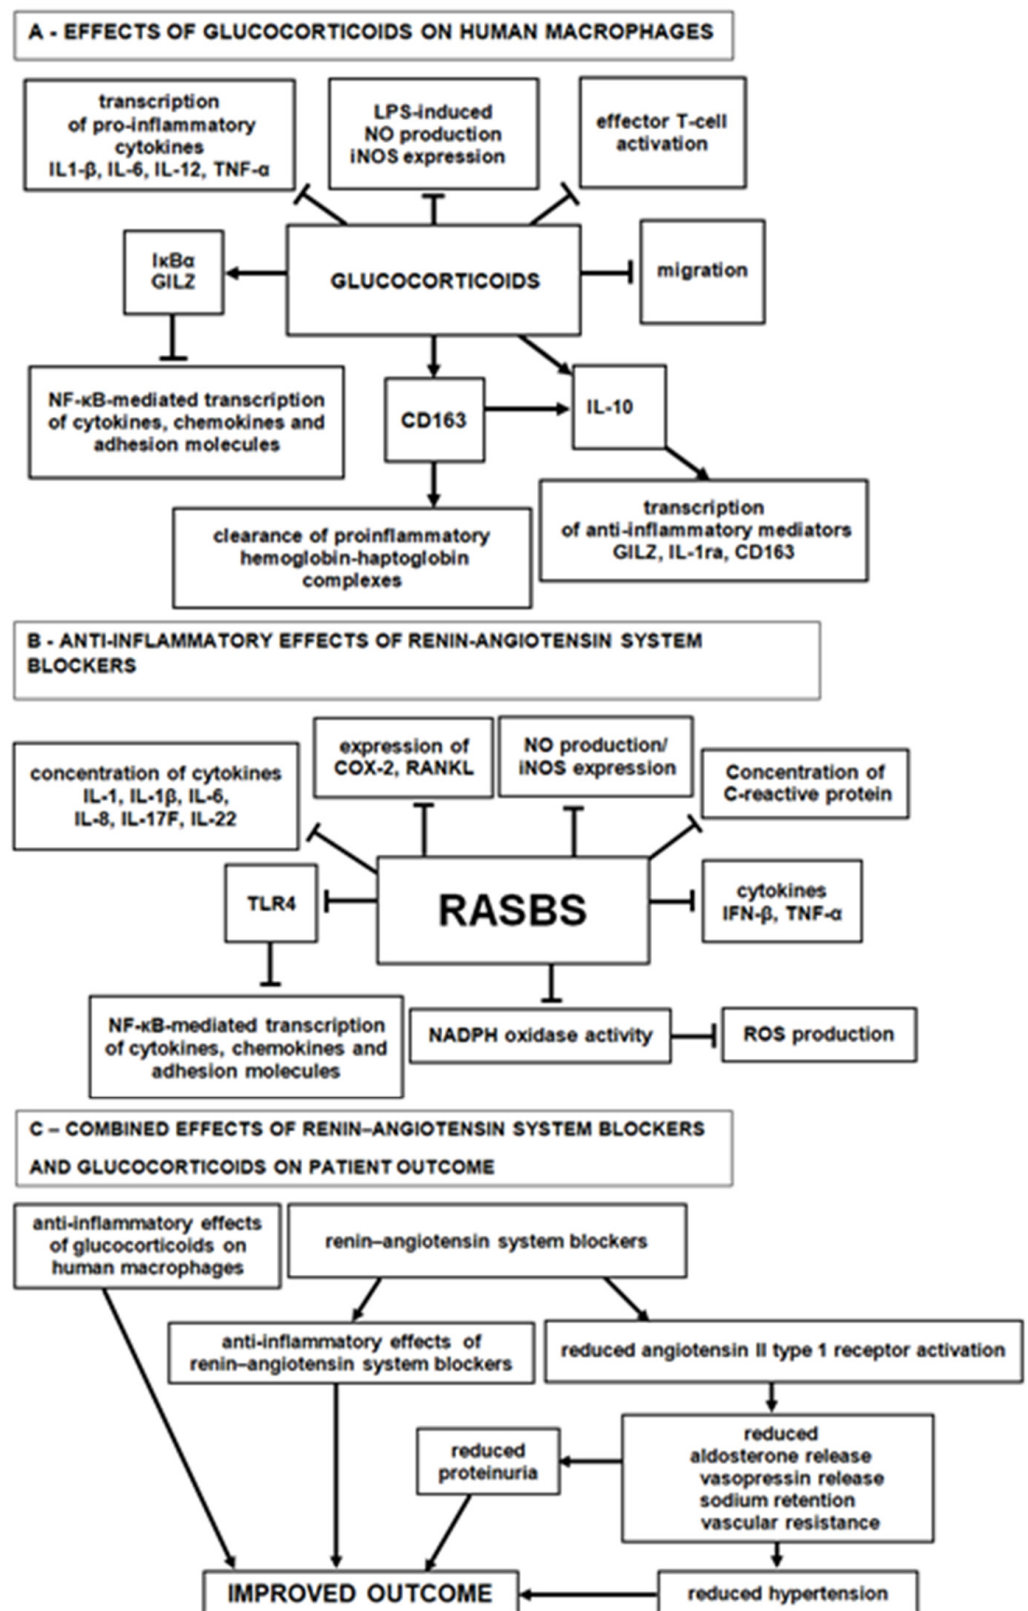 A - EFFECTS OF GLUCOCORTICOIDS ON HUMAN MACROPHAGES
transcription
of pro-inflammatory
cytokines
IL1-β, IL-6, IL-12, TNF-α
LPS-induced
NO production
iNOS expression
effector T-cell
activation
IκBα
GILZ
GLUCOCORTICOIDS
migration
NF-κB-mediated transcription
of cytokines, chemokines and
adhesion molecules
CD163
IL-10
clearance of proinflammatory
hemoglobin-haptoglobin
complexes
transcription
of anti-inflammatory mediators
GILZ, IL-1ra, CD163
B - ANTI-INFLAMMATORY EFFECTS OF RENIN-ANGIOTENSIN SYSTEM
BLOCKERS
concentration of cytokines
IL-1, IL-1β, IL-6,
IL-8, IL-17F, IL-22
expression of
COX-2, RANKL
NO production/
iNOS expression
Concentration of
C-reactive protein
TLR4
RASBS
cytokines
IFN-β, TNF-α
NF-κB-mediated transcription
of cytokines, chemokines and
adhesion molecules
NADPH oxidase activity
ROS production
C – COMBINED EFFECTS OF RENIN–ANGIOTENSIN SYSTEM BLOCKERS
AND GLUCOCORTICOIDS ON PATIENT OUTCOME
anti-inflammatory effects
of glucocorticoids on
human macrophages
renin–angiotensin system blockers
anti-inflammatory effects of
renin–angiotensin system blockers
reduced angiotensin II type 1 receptor activation
reduced
proteinuria
reduced
aldosterone release
vasopressin release
sodium retention
vascular resistance
IMPROVED OUTCOME
reduced hypertension